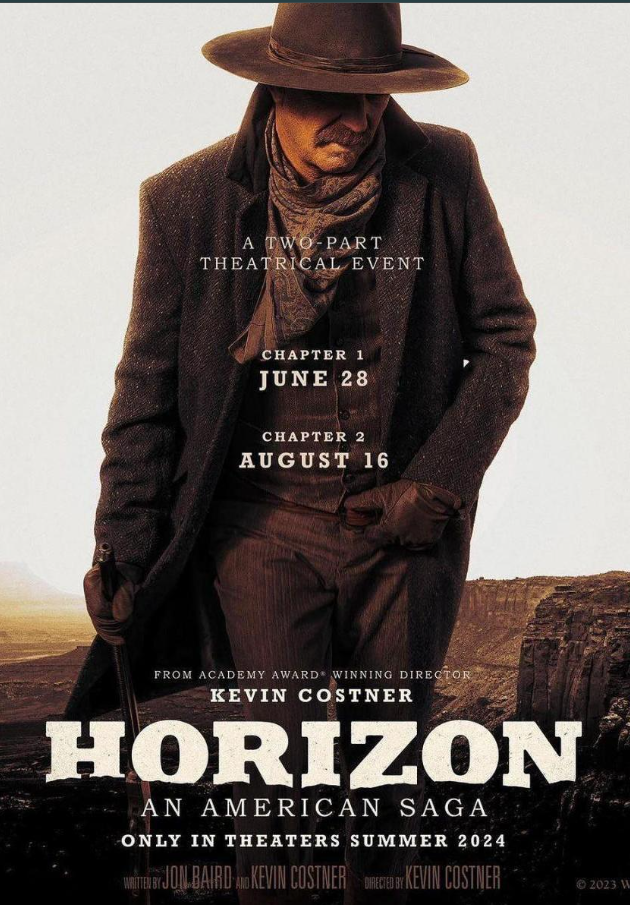 A TWO-PART
THEATRICAL EVENT
CHAPTER 1
JUNE 28
CHAPTER 2
AUGUST 16
FROM ACADEMY AWARD® WINNING DIRECTOR
KEVIN COSTNER
HORIZON
AN AMERICAN SAGA
ONLY IN THEATERS SUMMER 2024
WRITTEN BY JON BAIRD AND KEVIN COSTNER DIRECTED BY KEVIN COSTNER
© 2023 W